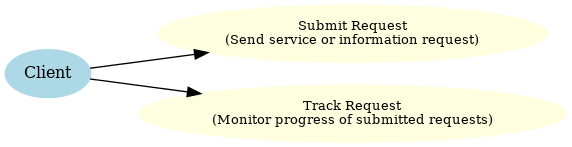 Client
Submit Request
(Send service or information request)
Track Request
(Monitor progress of submitted requests)